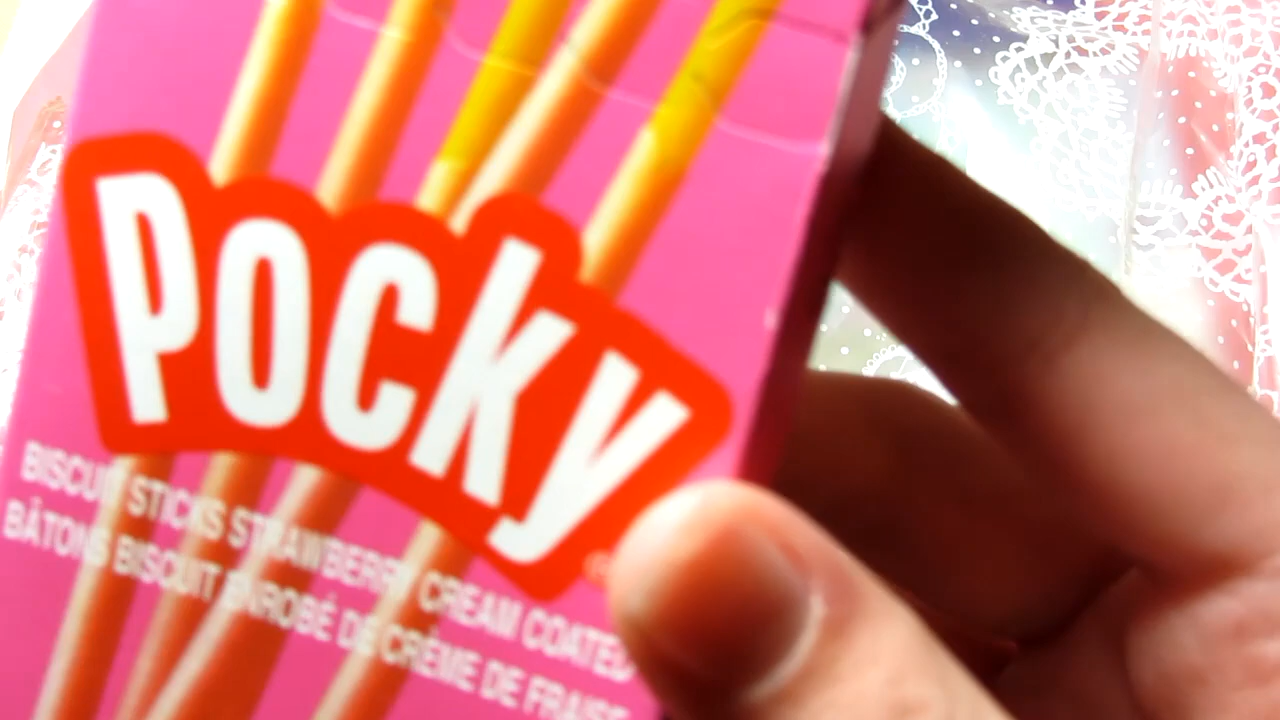 Pocky
BISCUIT STICKS STRAWBERRY CREAM COATED
BÂTONS BISCUIT ENROBÉ DE CRÈME DE FRAISE